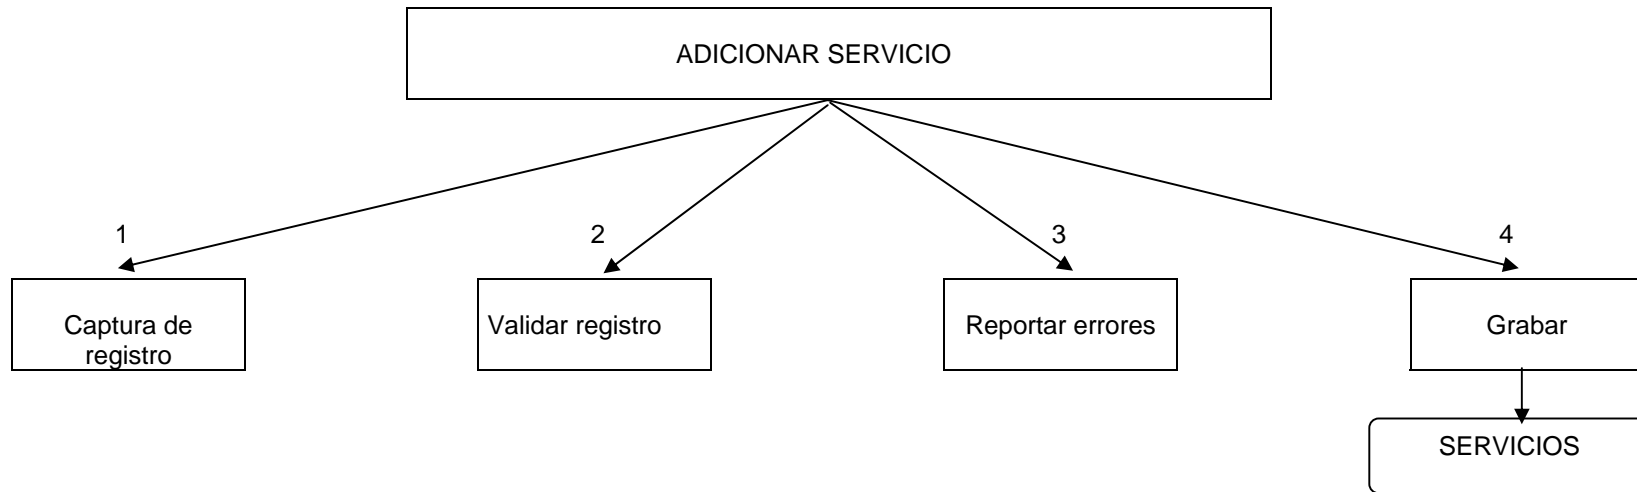 ADICIONAR SERVICIO
1
2
3
4
Captura de
registro
Validar registro
Reportar errores
Grabar
SERVICIOS